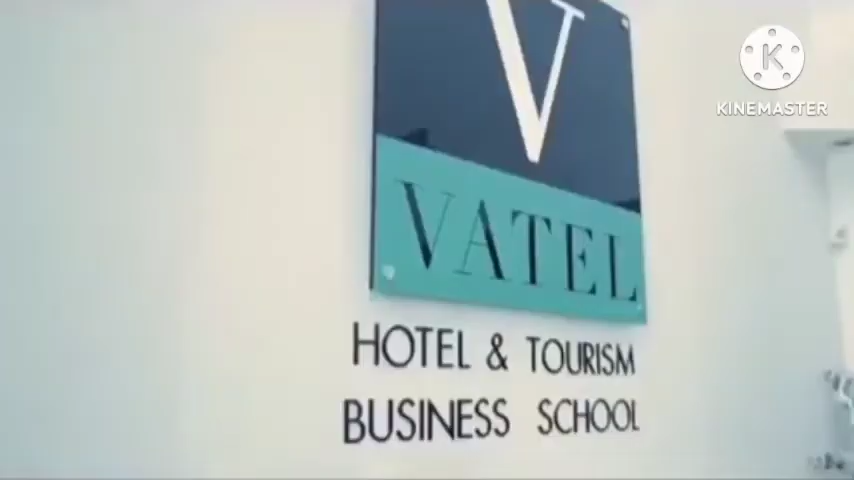 V
VATEL
HOTEL & TOURISM
BUSINESS SCHOOL
K
KINEMASTER